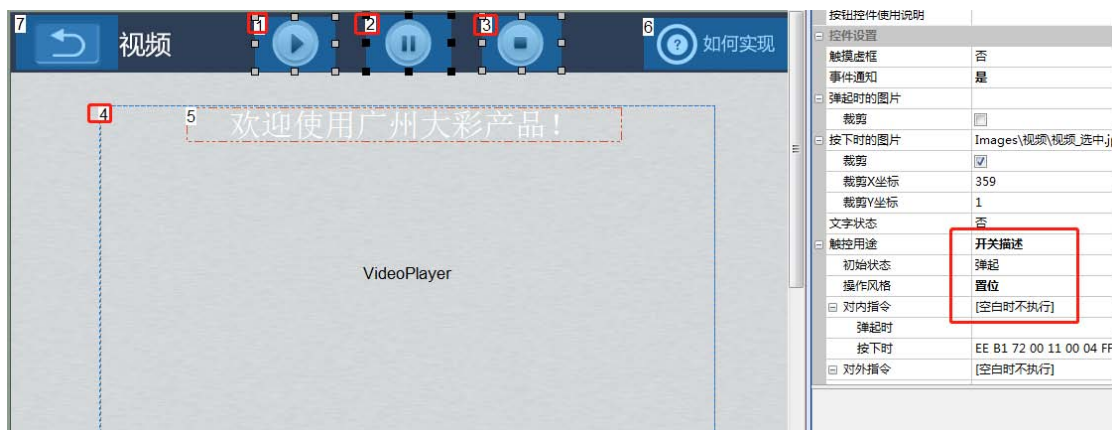 7
视频
1
2
3
6
如何实现
4
5
欢迎使用广州大彩产品！
VideoPlayer
按钮控件使用说明
控件设置
触摸虚框 否
事件通知 是
弹起时的图片
裁剪
按下时的图片 Images\视频\视频_选中.jp
裁剪
裁剪X坐标 359
裁剪Y坐标 1
文字状态 否
触控用途 开关描述
初始状态 弹起
操作风格 置位
对内指令 [空白时不执行]
弹起时
按下时 EE B1 72 00 11 00 04 FF
对外指令 [空白时不执行]